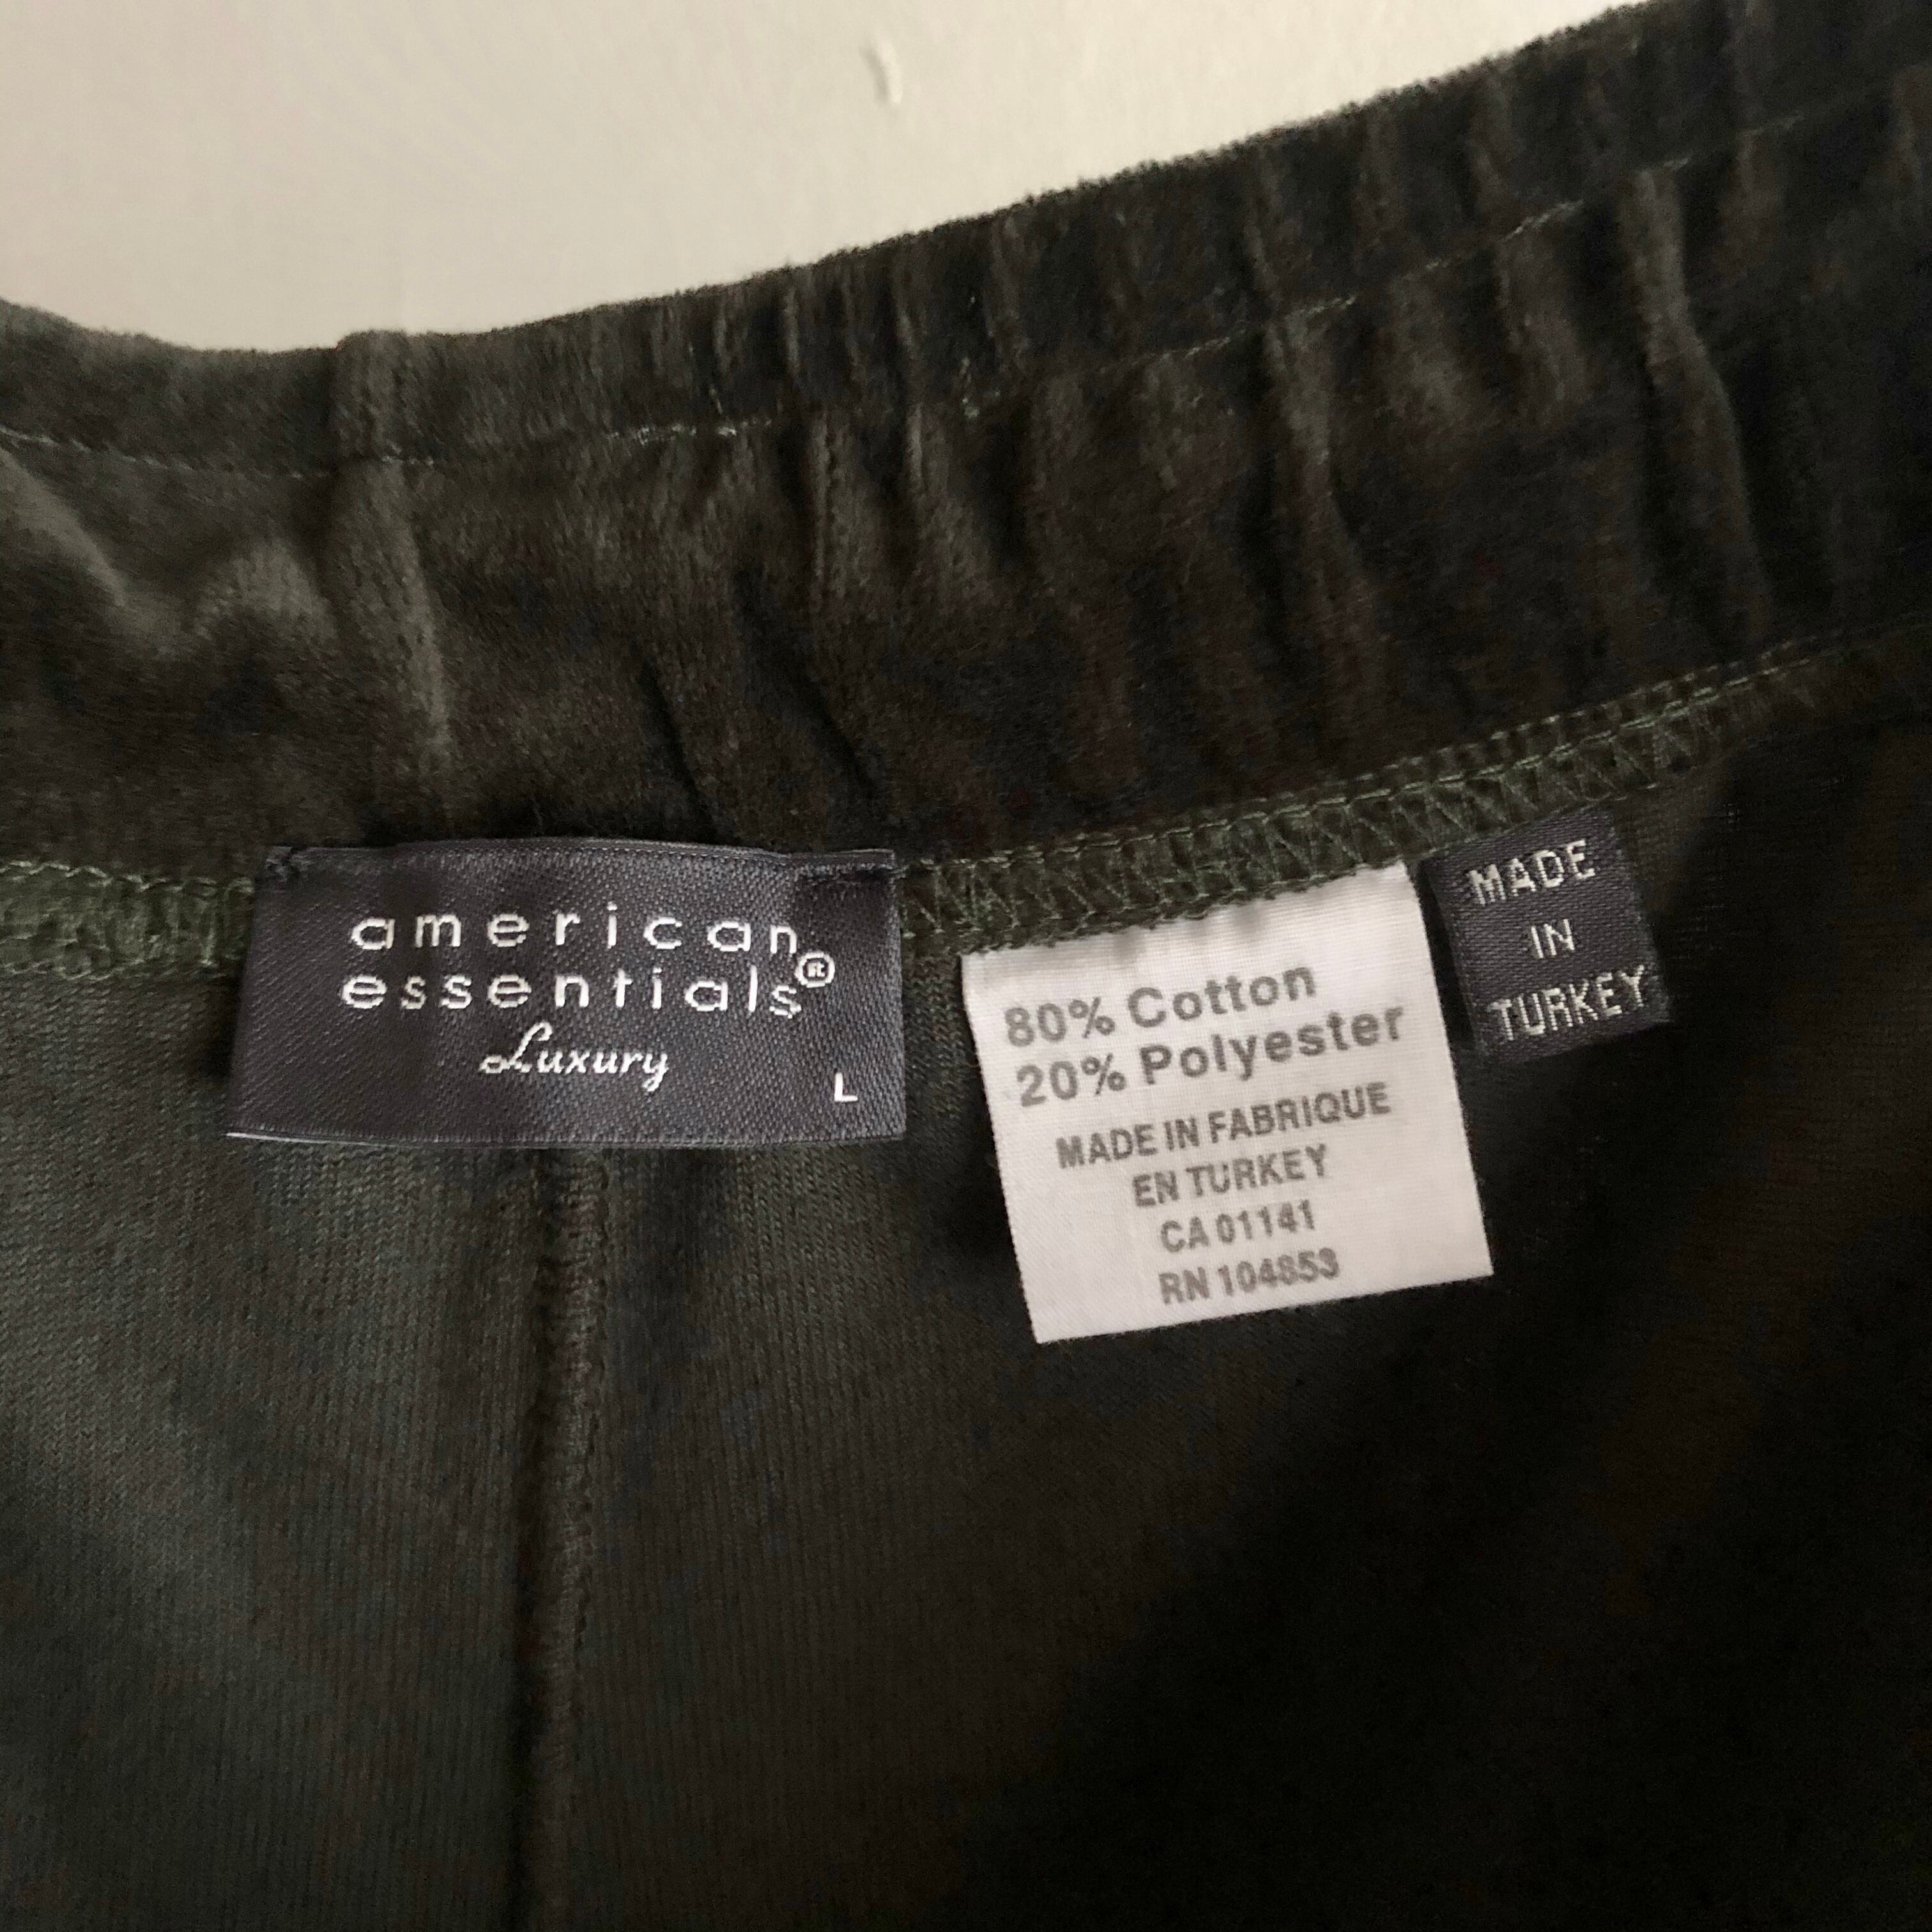 american
essentials®
Luxury
L
80% Cotton
20% Polyester
MADE IN FABRIQUE
EN TURKEY
CA 01141
RN 104853
MADE
IN
TURKEY